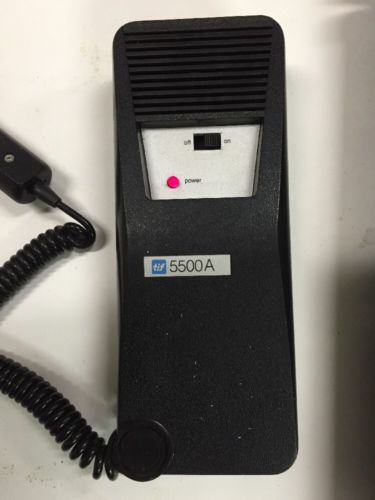 off on
power
tif 5500A